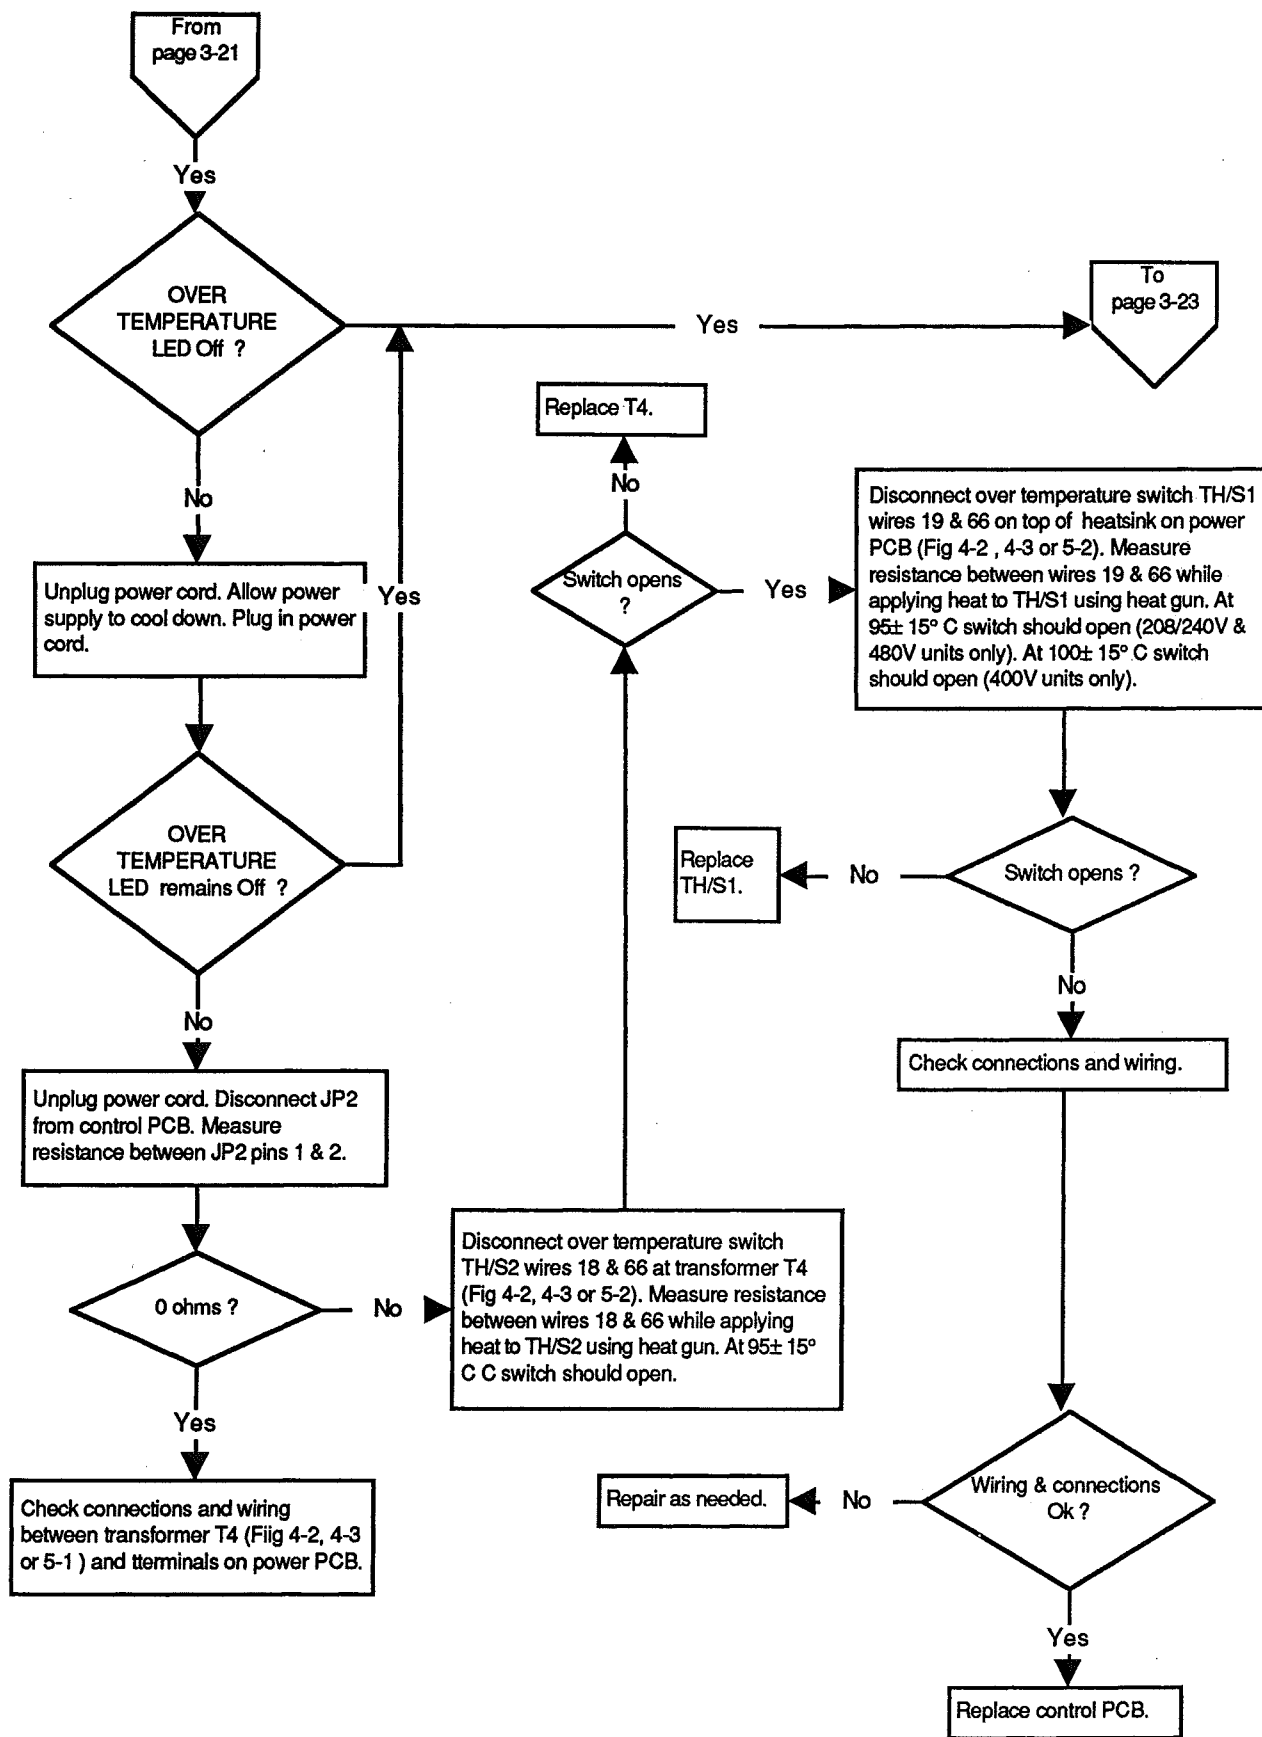 From
page 3-21
Yes
OVER
TEMPERATURE
LED Off ?
Yes
To
page 3-23
No
Unplug power cord. Allow power
supply to cool down. Plug in power
cord.
Yes
OVER
TEMPERATURE
LED remains Off ?
No
Unplug power cord. Disconnect JP2
from control PCB. Measure
resistance between JP2 pins 1 & 2.
0 ohms ?
No
Yes
Check connections and wiring
between transformer T4 (Fiig 4-2, 4-3
or 5-1 ) and tterminals on power PCB.
Disconnect over temperature switch
TH/S2 wires 18 & 66 at transformer T4
(Fig 4-2, 4-3 or 5-2). Measure resistance
between wires 18 & 66 while applying
heat to TH/S2 using heat gun. At 95± 15°
C C switch should open.
Switch opens
?
No
Replace T4.
Yes
Disconnect over temperature switch TH/S1
wires 19 & 66 on top of heatsink on power
PCB (Fig 4-2 , 4-3 or 5-2). Measure
resistance between wires 19 & 66 while
applying heat to TH/S1 using heat gun. At
95± 15° C switch should open (208/240V &
480V units only). At 100± 15° C switch
should open (400V units only).
Switch opens ?
No
Replace
TH/S1.
No
Check connections and wiring.
Wiring & connections
Ok ?
No
Repair as needed.
Yes
Replace control PCB.